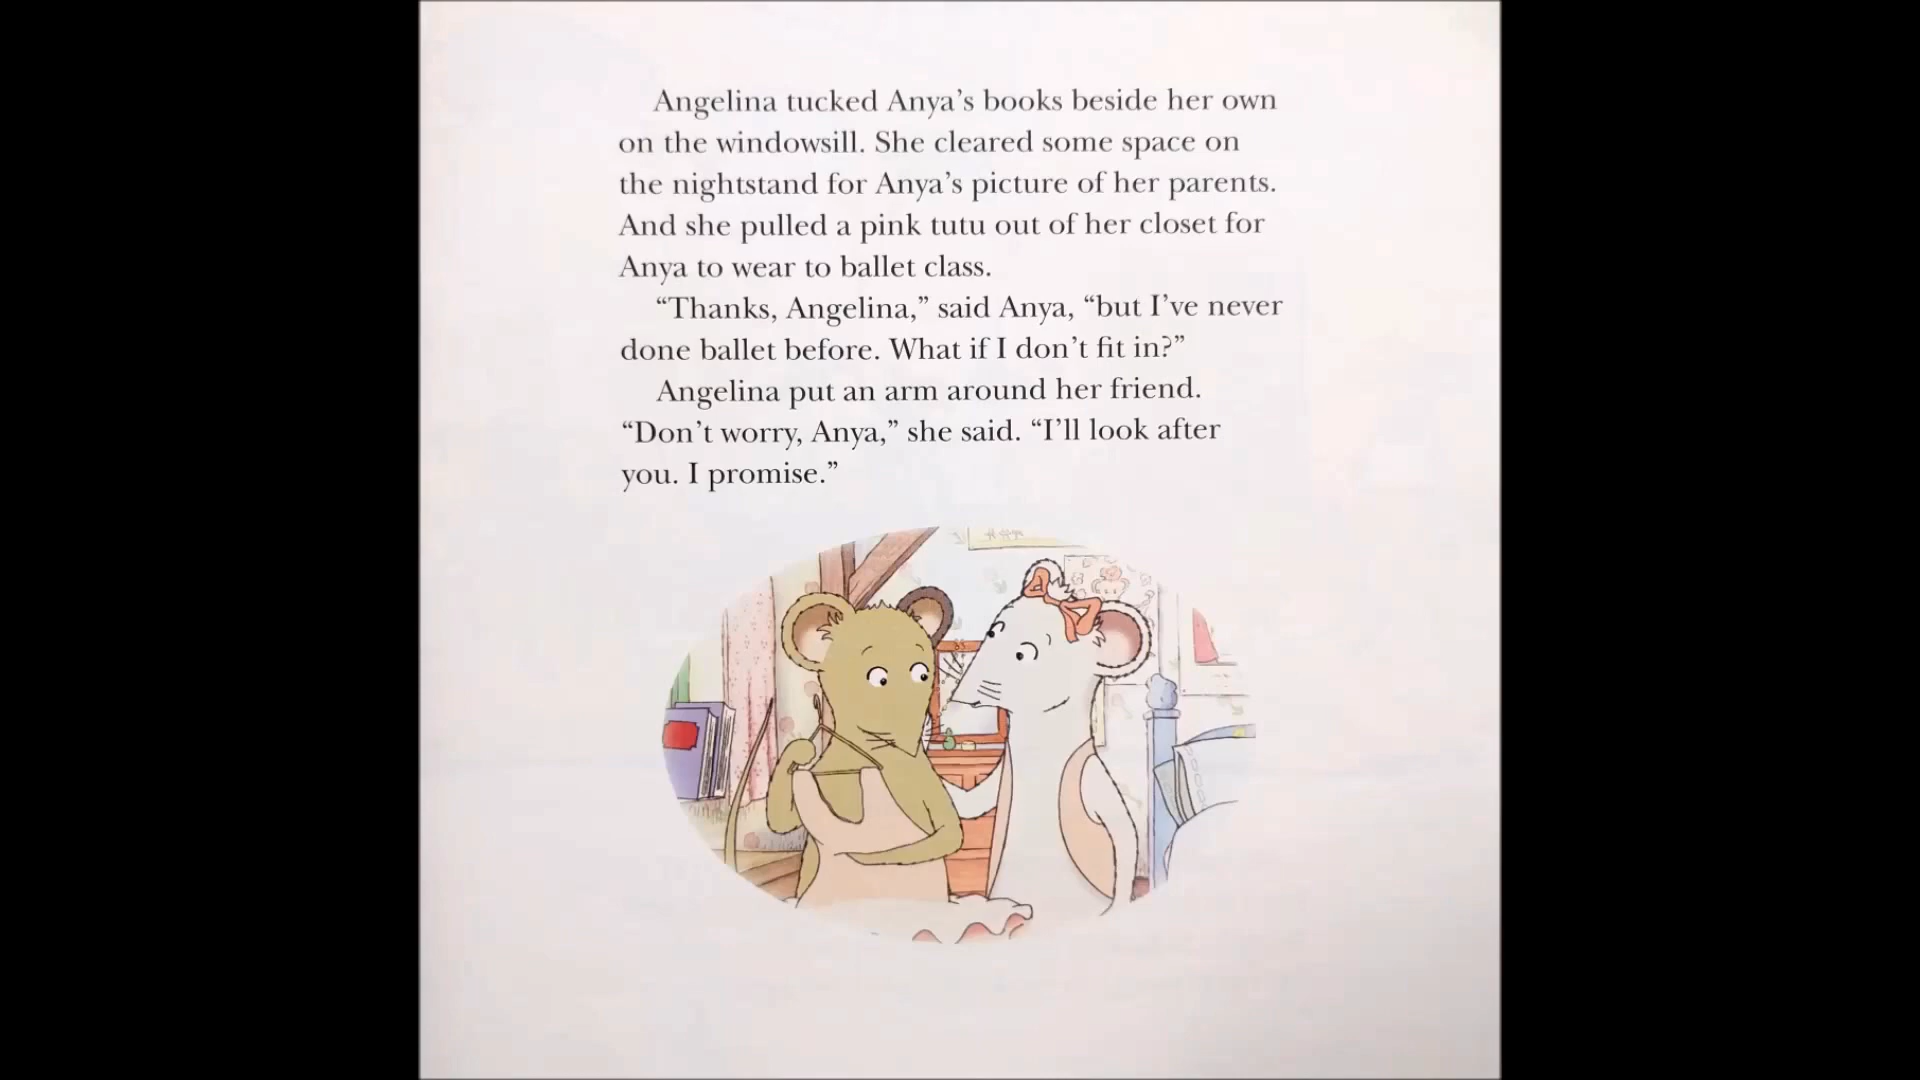 Angelina tucked Anya’s books beside her own
on the windowsill. She cleared some space on
the nightstand for Anya’s picture of her parents.
And she pulled a pink tutu out of her closet for
Anya to wear to ballet class.
“Thanks, Angelina,” said Anya, “but I’ve never
done ballet before. What if I don’t fit in?”
Angelina put an arm around her friend.
“Don’t worry, Anya,” she said. “I’ll look after
you. I promise.”